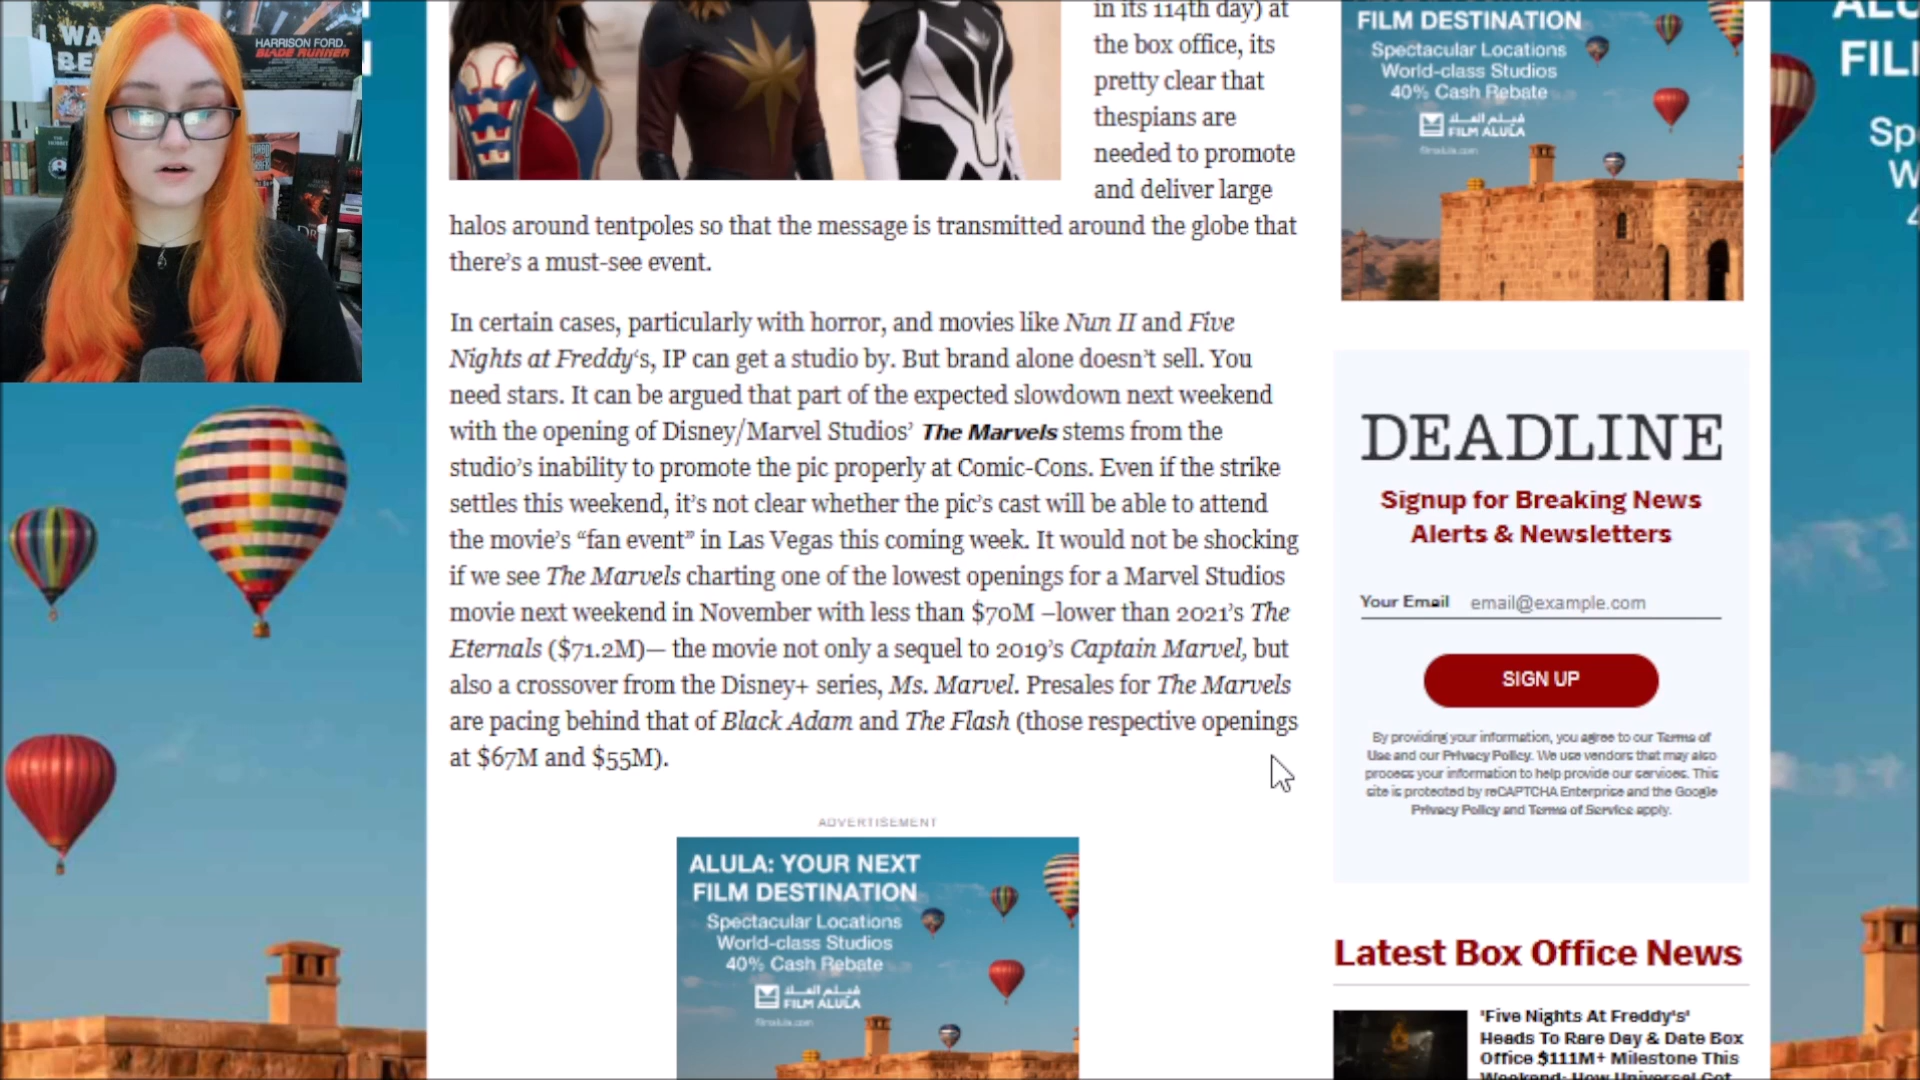 HARRISON FORD.
BLADE RUNNER
in its 114th day) at
the box office, its
pretty clear that
thespians are
needed to promote
and deliver large
halos around tentpoles so that the message is transmitted around the globe that
there's a must-see event.
In certain cases, particularly with horror, and movies like Nun II and Five
Nights at Freddy‘s, IP can get a studio by. But brand alone doesn't sell. You
need stars. It can be argued that part of the expected slowdown next weekend
with the opening of Disney/Marvel Studios' The Marvels stems from the
studio's inability to promote the pic properly at Comic-Cons. Even if the strike
settles this weekend, it's not clear whether the pic's cast will be able to attend
the movie's “fan event” in Las Vegas this coming week. It would not be shocking
if we see The Marvels charting one of the lowest openings for a Marvel Studios
movie next weekend in November with less than $70M –lower than 2021's The
Eternals ($71.2M)— the movie not only a sequel to 2019's Captain Marvel, but
also a crossover from the Disney+ series, Ms. Marvel. Presales for The Marvels
are pacing behind that of Black Adam and The Flash (those respective openings
at $67M and $55M).
ADVERTISEMENT
ALULA: YOUR NEXT
FILM DESTINATION
Spectacular Locations
World-class Studios
40% Cash Rebate
فيلم العلا
FILM ALULA
filmalula.com
FILM DESTINATION
Spectacular Locations
World-class Studios
40% Cash Rebate
فيلم العلا
FILM ALULA
filmalula.com
DEADLINE
Signup for Breaking News
Alerts & Newsletters
Your Email email@example.com
SIGN UP
By providing your information, you agree to our Terms of
Use and our Privacy Policy. We use vendors that may also
process your information to help provide our services. This
site is protected by reCAPTCHA Enterprise and the Google
Privacy Policy and Terms of Service apply.
Latest Box Office News
'Five Nights At Freddy's'
Heads To Rare Day & Date Box
Office $111M+ Milestone This
Weekend: How Universal Got